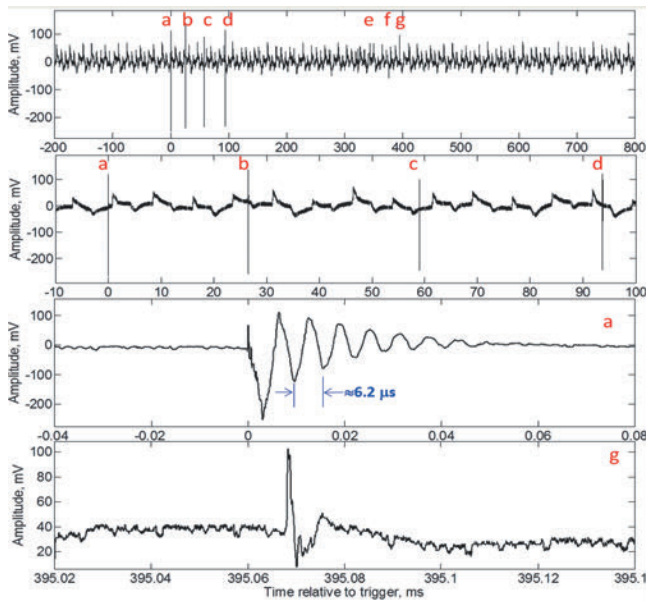 a b c d e f g
Amplitude, mV
100
0
-100
-200
-200 -100 0 100 200 300 400 500 600 700 800
a b c d
Amplitude, mV
100
0
-100
-200
-10 0 10 20 30 40 50 60 70 80 90 100
a
Amplitude, mV
100
0
-100
-200
≈6.2 µs
-0.04 -0.02 0 0.02 0.04 0.06 0.08
g
Amplitude, mV
100
80
60
40
20
395.02 395.04 395.06 395.08 395.1 395.12 395.1
Time relative to trigger, ms